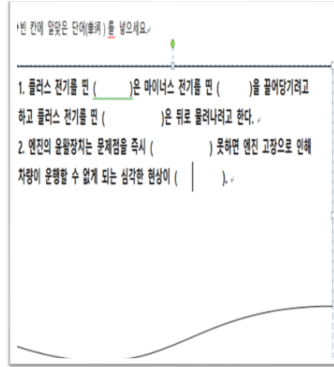 빈 칸에 알맞은 단어(单词)를 넣으세요.
1. 플러스 전기를 띤 (______)은 마이너스 전기를 띤 (      )을 끌어당기려고
하고 플러스 전기를 띤 (            )은 뒤로 물려나려고 한다.
2. 엔진의 윤활장치는 문제점을 즉시 (            ) 못하면 엔진 고장으로 인해
차량이 운행할 수 없게 되는 심각한 현상이 (            ).